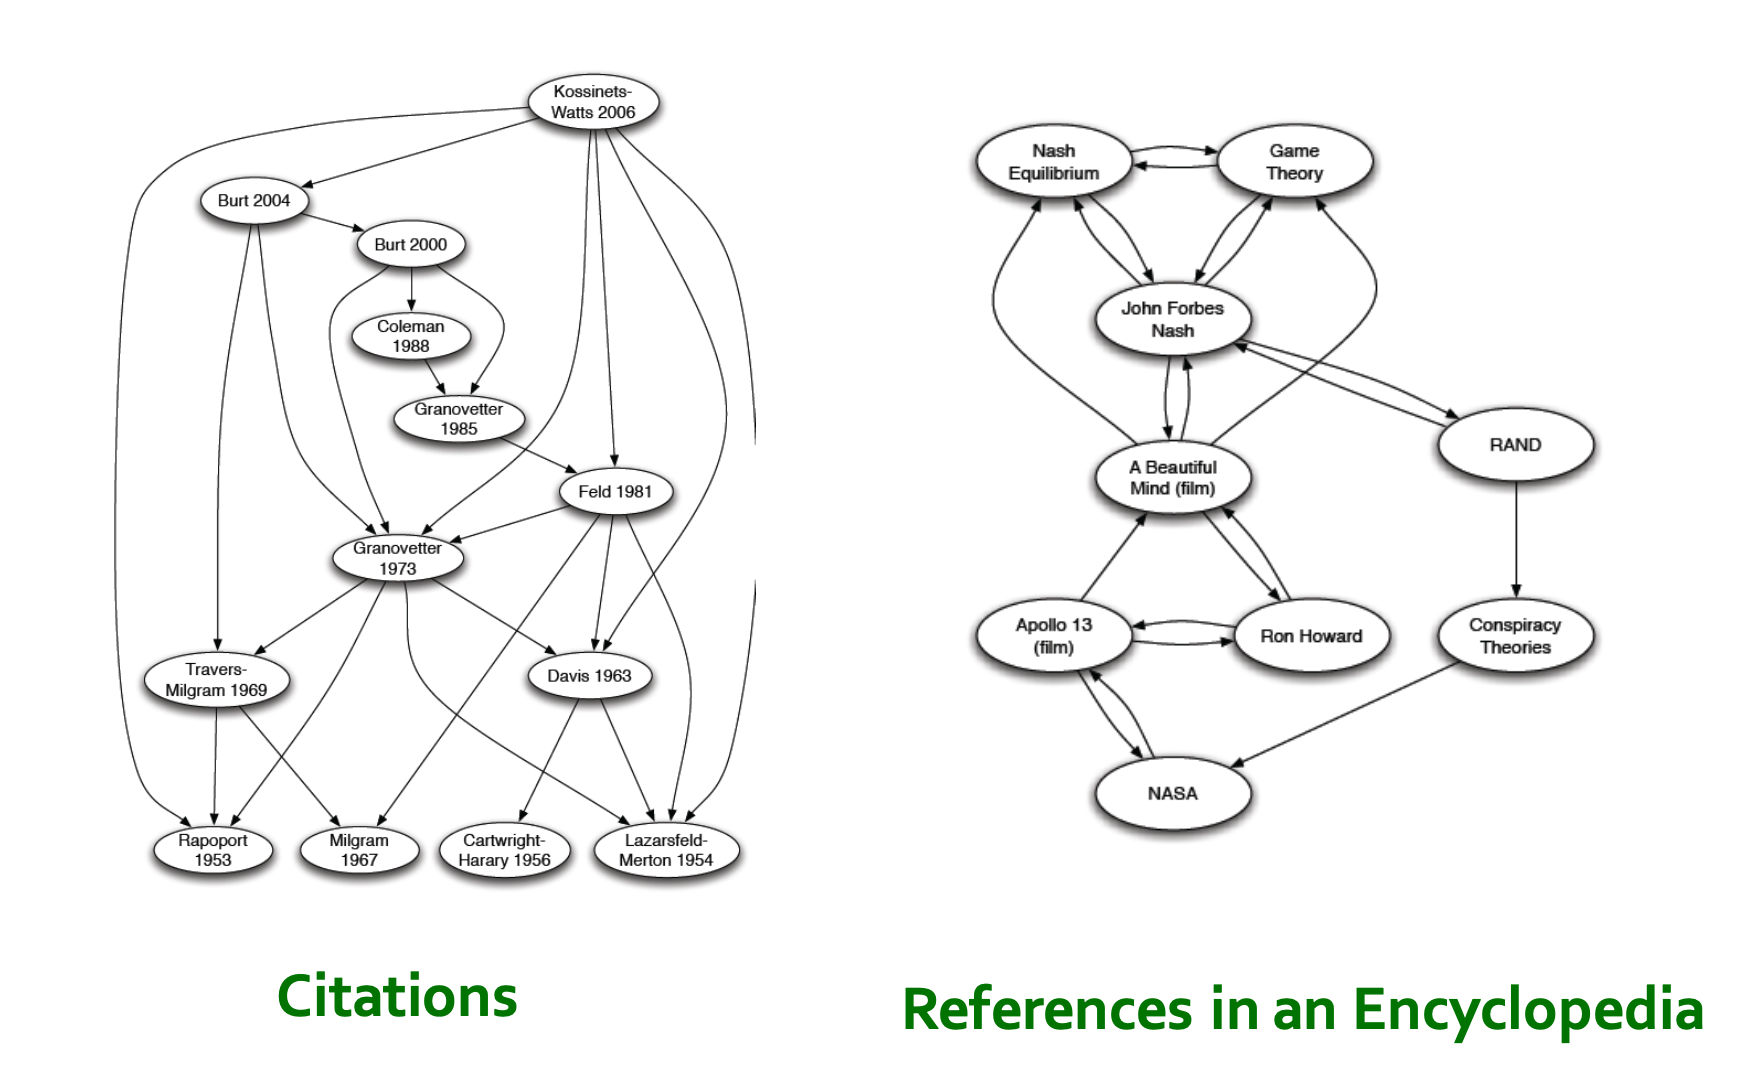 Kossinets-
Watts 2006
Burt 2004
Burt 2000
Coleman
1988
Granovetter
1985
Feld 1981
Granovetter
1973
Travers-
Milgram 1969
Davis 1963
Rapoport
1953
Milgram
1967
Cartwright-
Harary 1956
Lazarsfeld-
Merton 1954
Citations
Nash
Equilibrium
Game
Theory
John Forbes
Nash
RAND
A Beautiful
Mind (film)
Apollo 13
(film)
Ron Howard
Conspiracy
Theories
NASA
References in an Encyclopedia